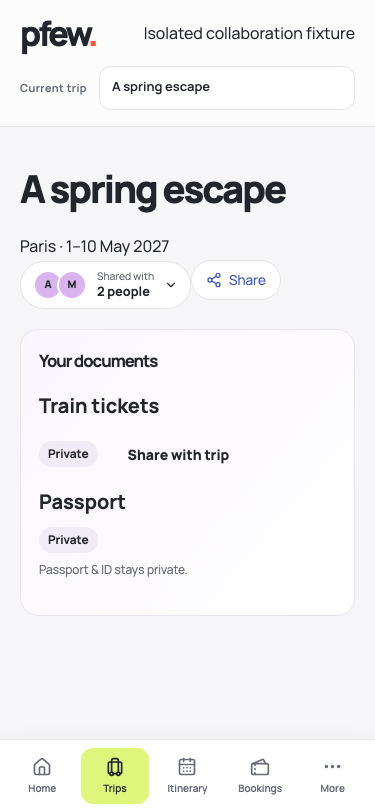 pfew.
Isolated collaboration fixture
Current trip
A spring escape
A spring escape
Paris · 1–10 May 2027
A M
Shared with
2 people
Share
Your documents
Train tickets
Private
Share with trip
Passport
Private
Passport & ID stays private.
Home
Trips
Itinerary
Bookings
More